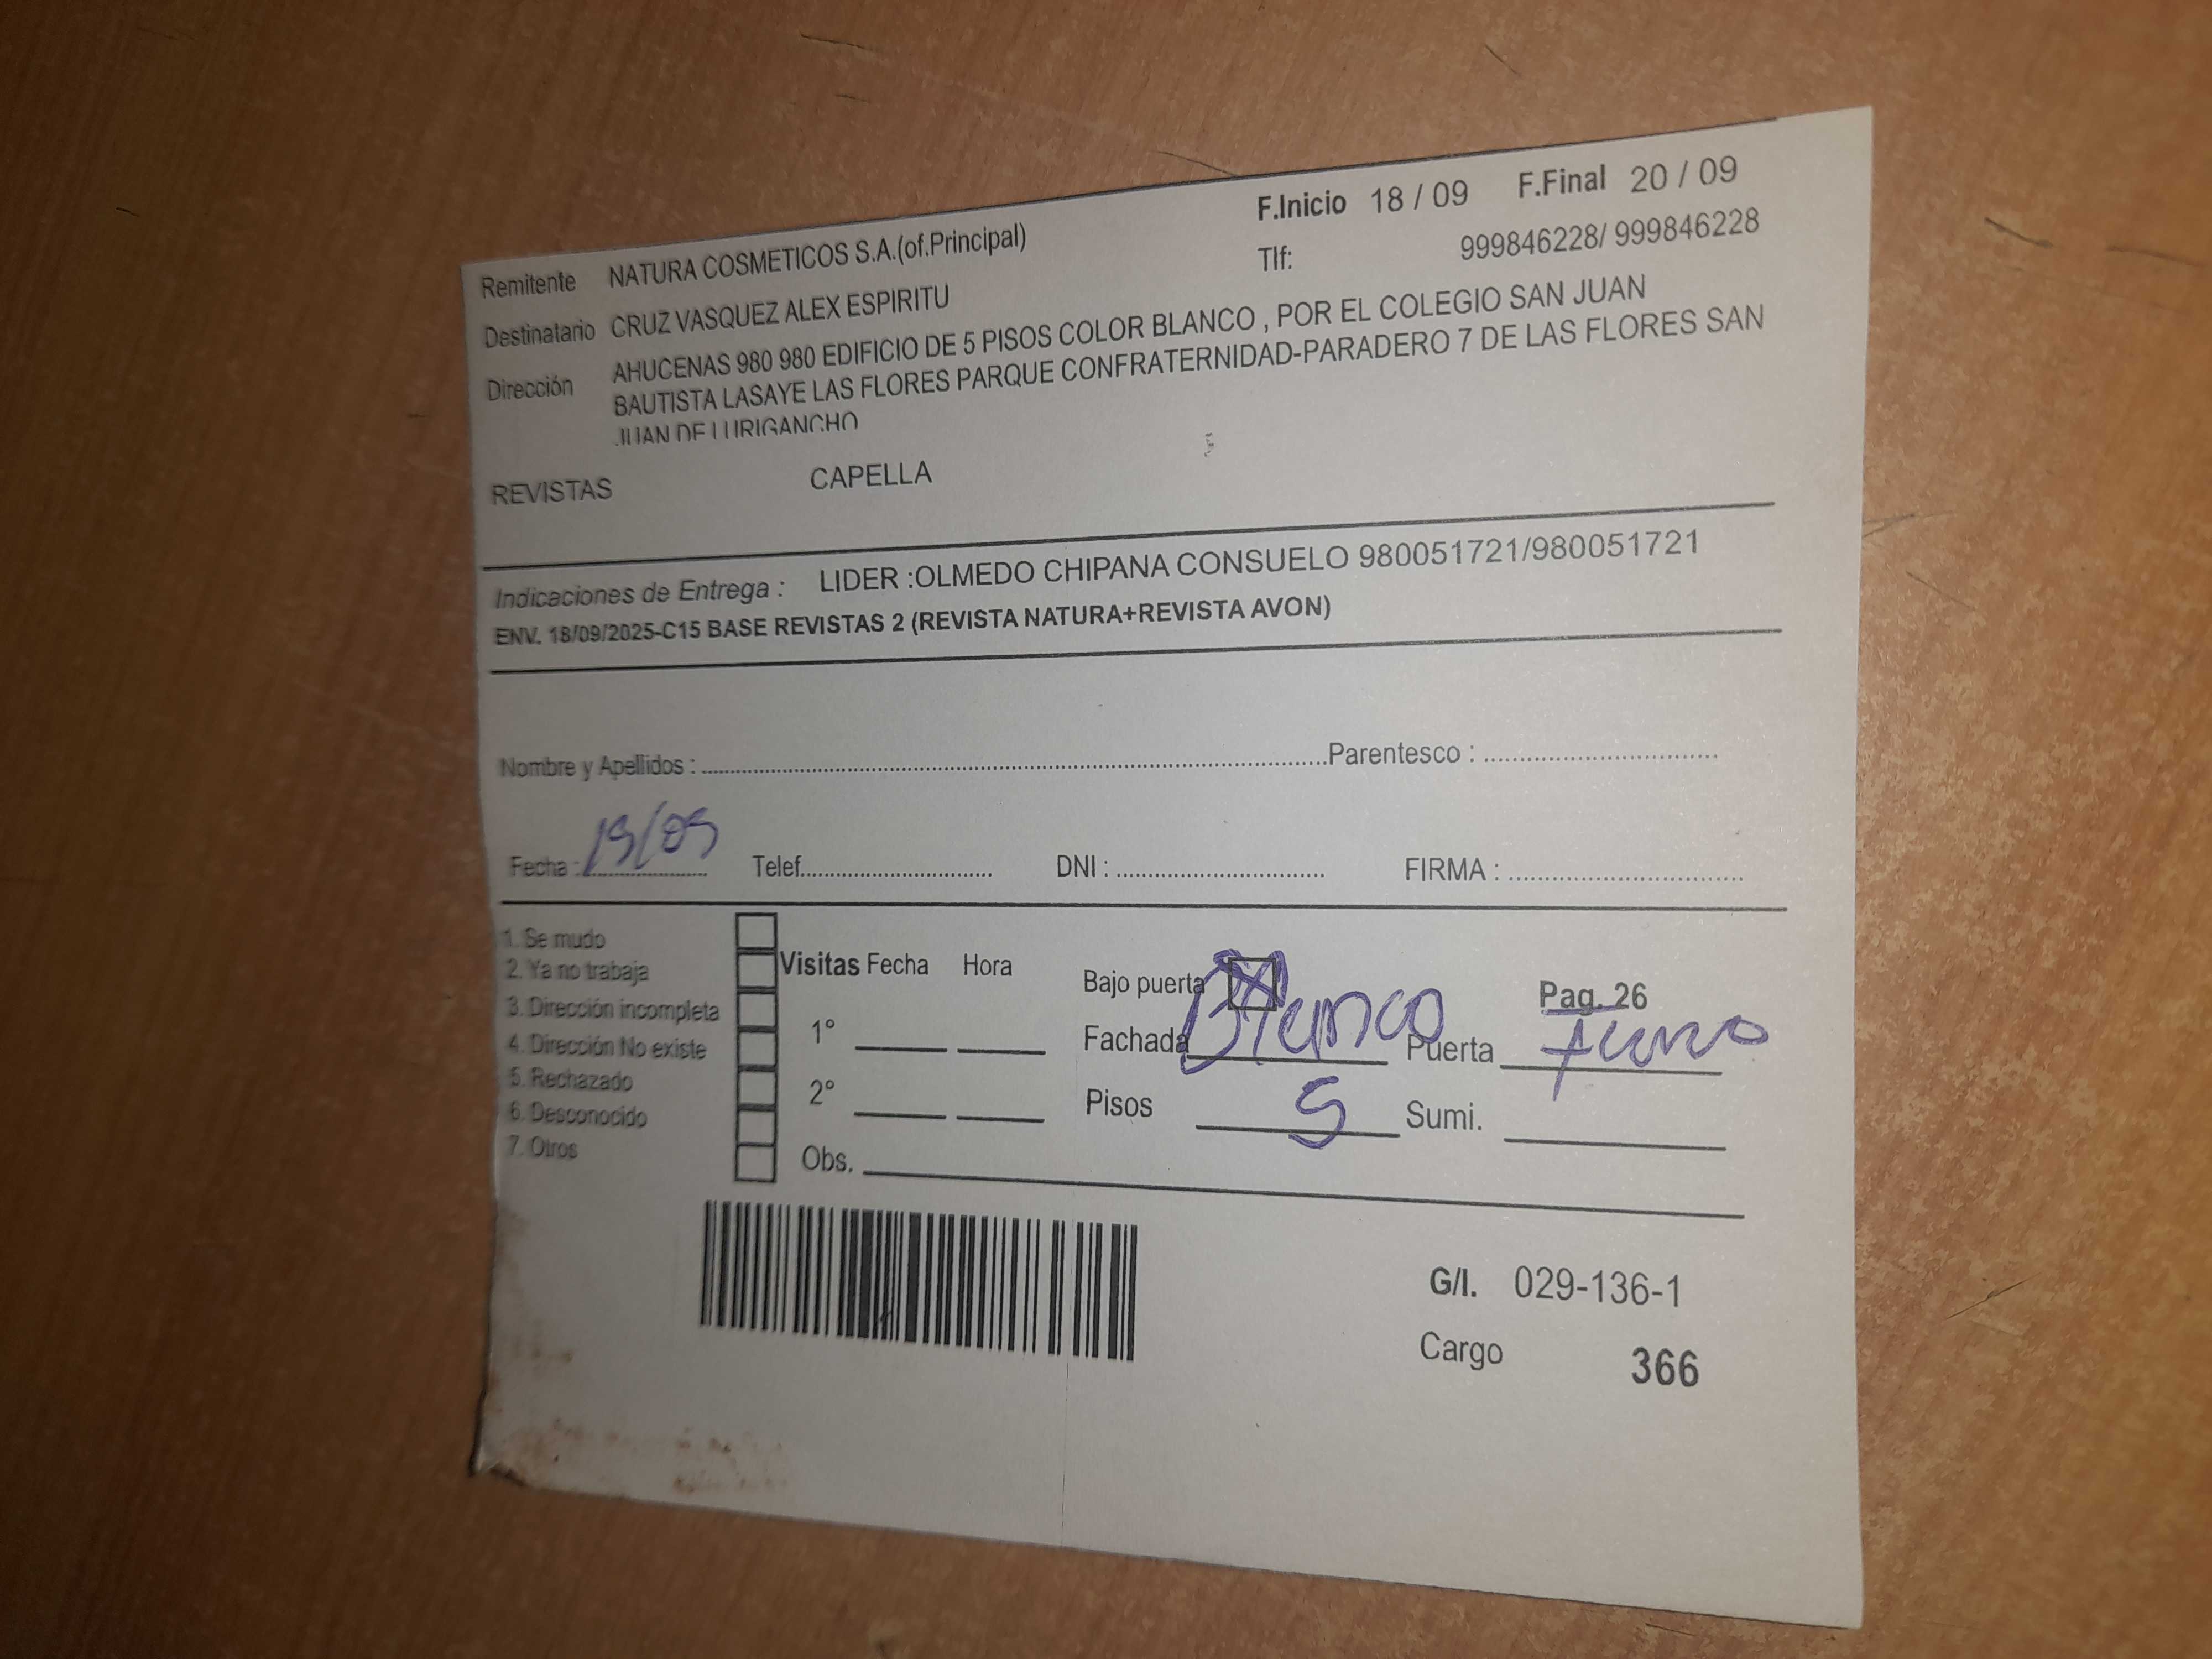 F.Inicio 18 / 09 F.Final 20 / 09
Remitente NATURA COSMETICOS S.A.(of.Principal) Tlf: 999846228/ 999846228
Destinatario CRUZ VASQUEZ ALEX ESPIRITU
Dirección AHUCENAS 980 980 EDIFICIO DE 5 PISOS COLOR BLANCO , POR EL COLEGIO SAN JUAN
BAUTISTA LASAYE LAS FLORES PARQUE CONFRATERNIDAD-PARADERO 7 DE LAS FLORES SAN
JUAN DE LURIGANCHO
REVISTAS CAPELLA
Indicaciones de Entrega : LIDER :OLMEDO CHIPANA CONSUELO 980051721/980051721
ENV. 18/09/2025-C15 BASE REVISTAS 2 (REVISTA NATURA+REVISTA AVON)
Nombre y Apellidos : Parentesco :
Fecha : 19/09 Telef. DNI : FIRMA :
1. Se mudo
2. Ya no trabaja
3. Dirección incompleta
4. Dirección No existe
5. Rechazado
6. Desconocido
7. Otros
Visitas Fecha Hora
1°
2°
Obs.
Bajo puerta X Pag. 26
Fachada Blanco Puerta
Pisos 5 Sumi.
G/I. 029-136-1
Cargo 366